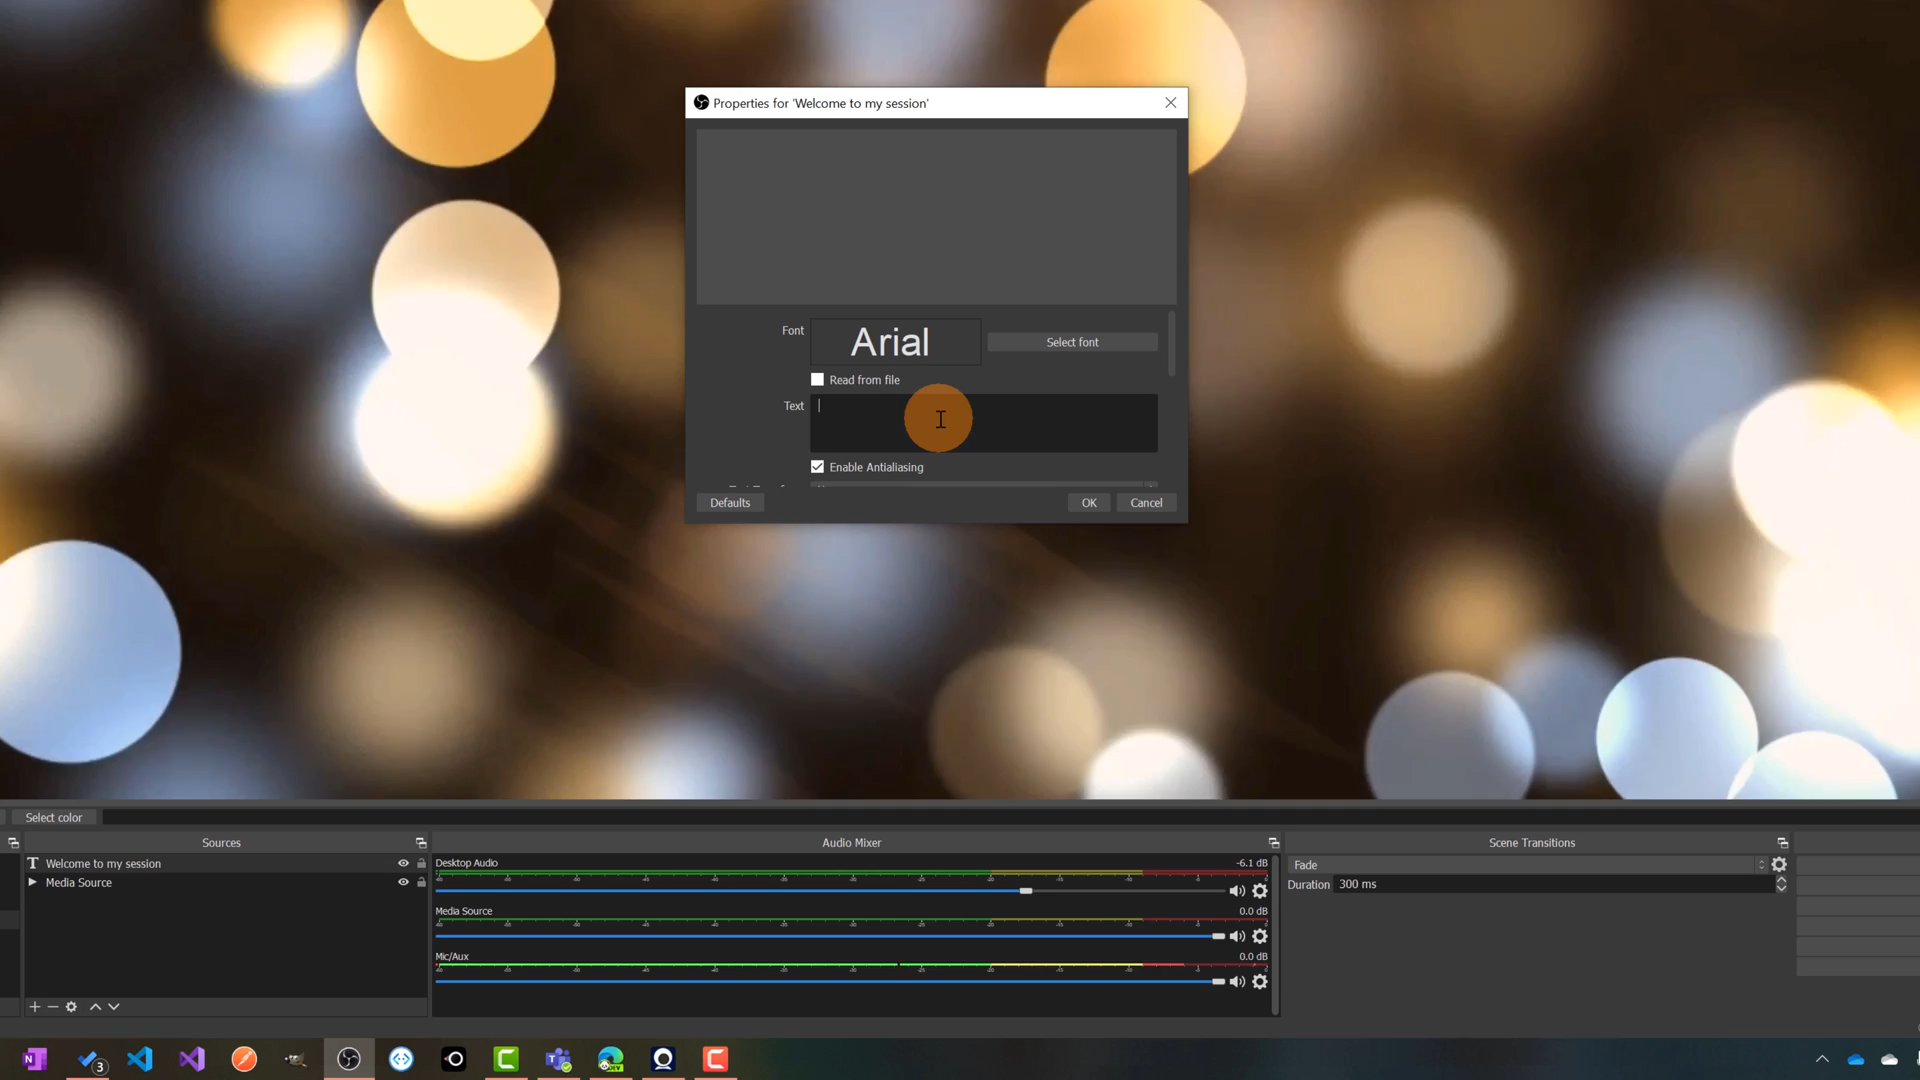 Properties for 'Welcome to my session'
Font
Arial
Select font
Read from file
Text
Enable Antialiasing
Defaults
OK
Cancel
Select color
Sources
Audio Mixer
Scene Transitions
Welcome to my session
Media Source
Desktop Audio
-6.1 dB
Media Source
0.0 dB
Mic/Aux
0.0 dB
Fade
Duration
300 ms
3